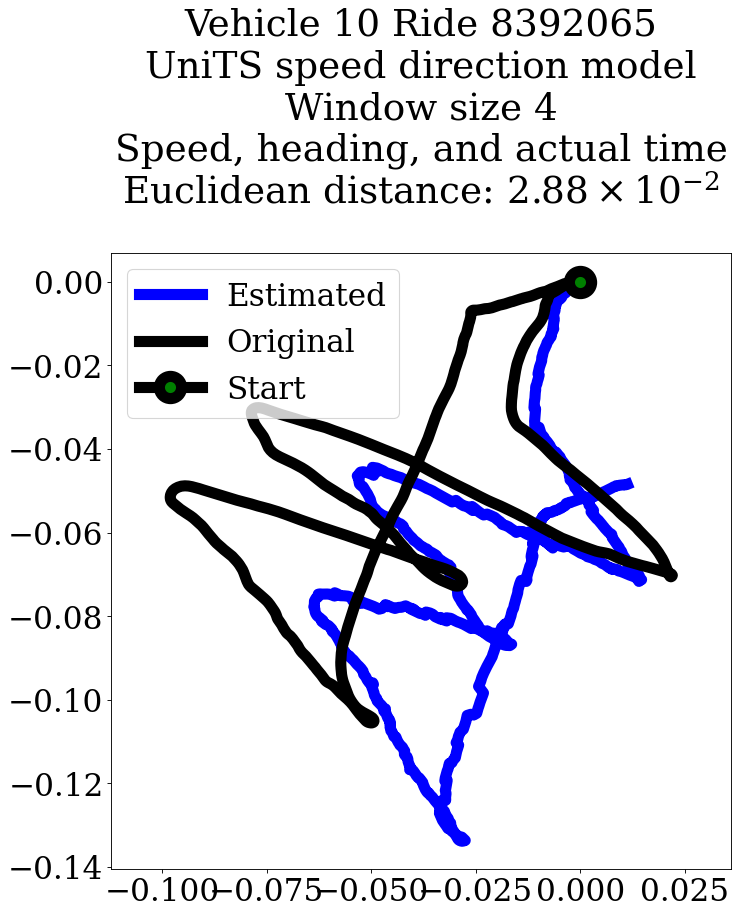 Vehicle 10 Ride 8392065
UniTS speed direction model
Window size 4
Speed, heading, and actual time
Euclidean distance: 2.88 × 10⁻²
Estimated
Original
Start
0.00
−0.02
−0.04
−0.06
−0.08
−0.10
−0.12
−0.14
−0.100 −0.075 −0.050 −0.025 0.000 0.025